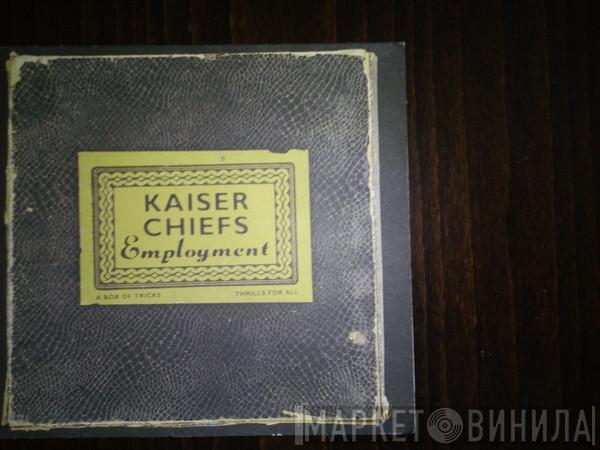 KAISER
CHIEFS
Employment
A BOX OF TRICKS THRILLS FOR ALL
МАРКЕТ ВИНИЛА